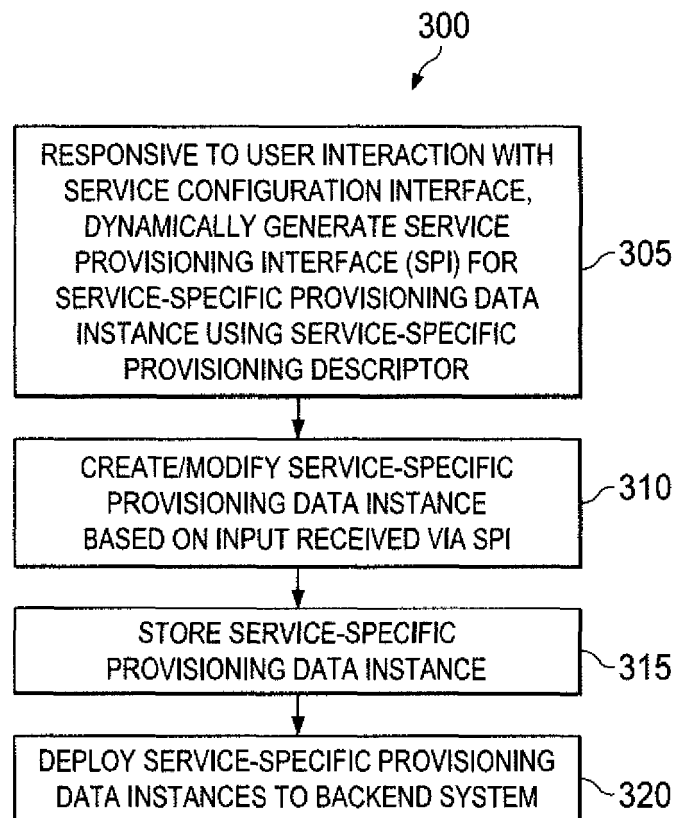 300
RESPONSIVE TO USER INTERACTION WITH
SERVICE CONFIGURATION INTERFACE,
DYNAMICALLY GENERATE SERVICE
PROVISIONING INTERFACE (SPI) FOR
SERVICE-SPECIFIC PROVISIONING DATA
INSTANCE USING SERVICE-SPECIFIC
PROVISIONING DESCRIPTOR
305
CREATE/MODIFY SERVICE-SPECIFIC
PROVISIONING DATA INSTANCE
BASED ON INPUT RECEIVED VIA SPI
310
STORE SERVICE-SPECIFIC
PROVISIONING DATA INSTANCE
315
DEPLOY SERVICE-SPECIFIC PROVISIONING
DATA INSTANCES TO BACKEND SYSTEM
320